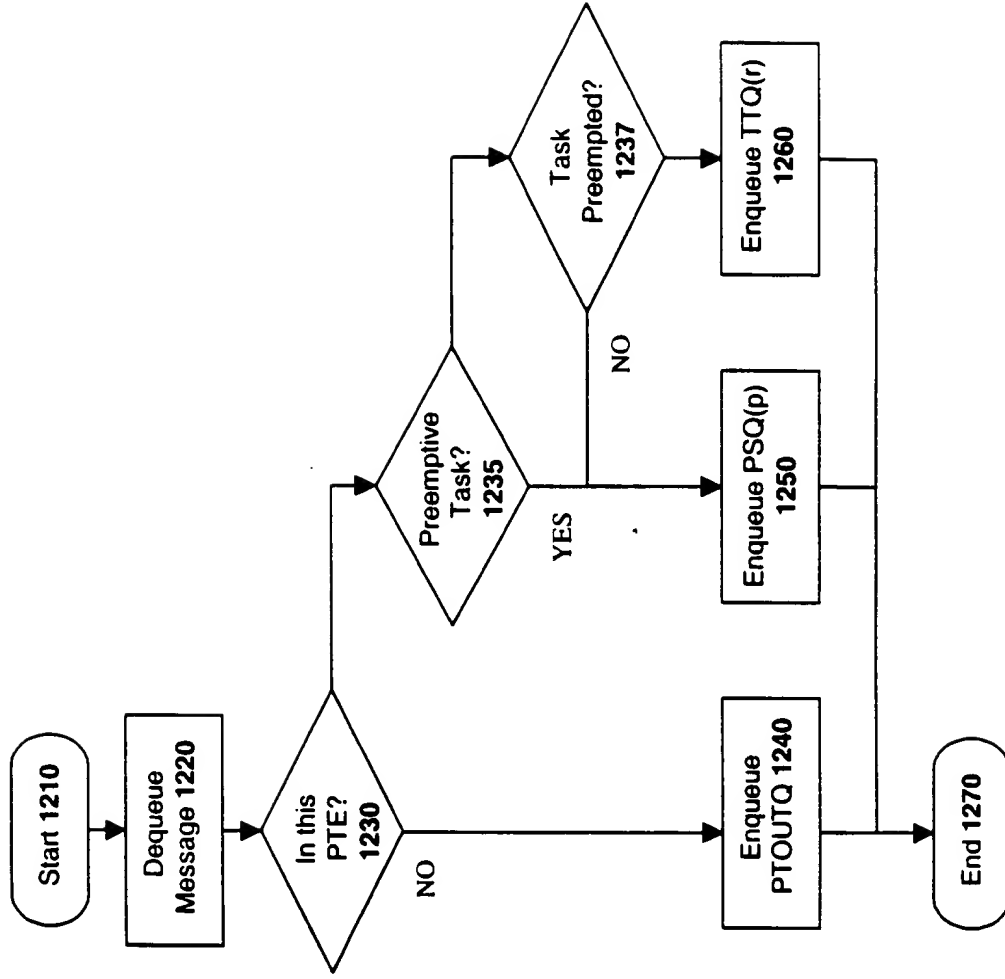 Start 1210
Dequeue
Message 1220
In this
PTE?
1230
NO
Preemptive
Task?
1235
YES
Task
Preempted?
1237
NO
Enqueue
PTOUTQ 1240
Enqueue PSQ(p)
1250
Enqueue TTQ(r)
1260
End 1270